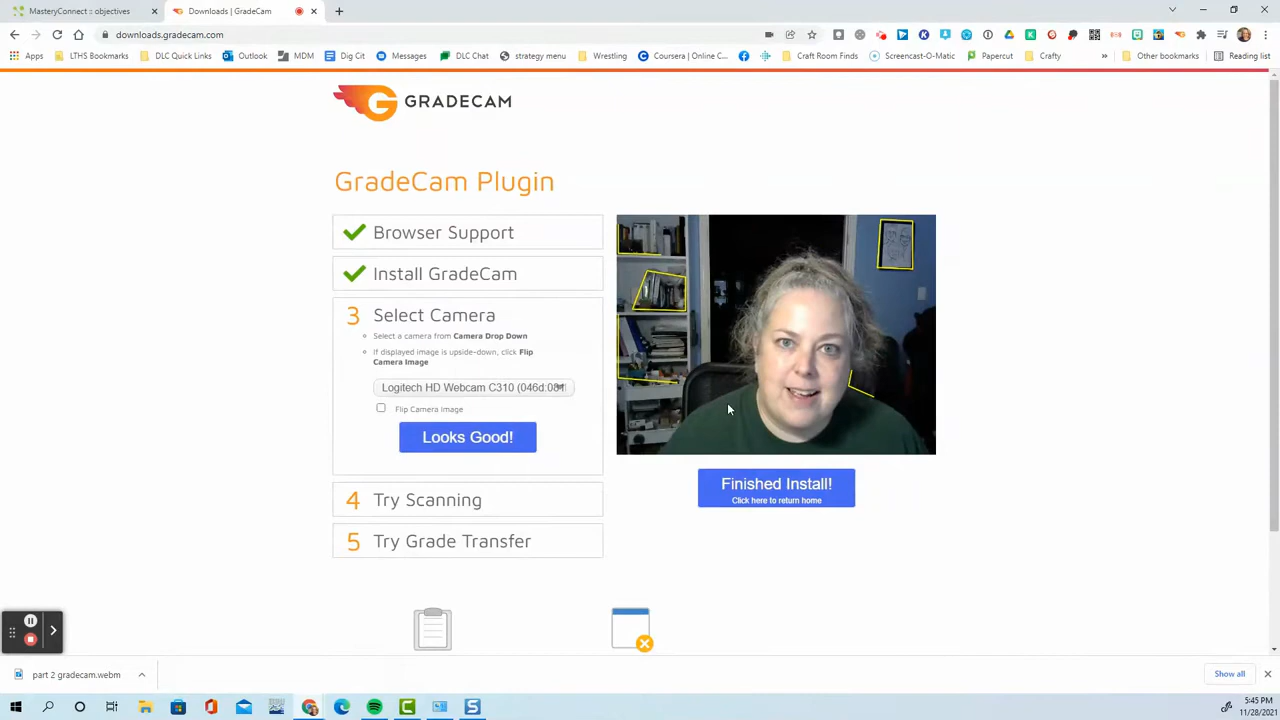 MasteryConnect :: objectives
Downloads | GradeCam
downloads.gradecam.com
Apps
LTHS Bookmarks
DLC Quick Links
Outlook
MDM
Dig Cit
Messages
DLC Chat
strategy menu
Wrestling
Coursera | Online C...
Craft Room Finds
Screencast-O-Matic
Papercut
Crafty
»
Other bookmarks
Reading list
GRADECAM
GradeCam Plugin
Browser Support
Install GradeCam
3 Select Camera
Select a camera from Camera Drop Down
If displayed image is upside-down, click Flip
Camera Image
Logitech HD Webcam C310 (046d:081
Flip Camera Image
Looks Good!
4 Try Scanning
5 Try Grade Transfer
Finished Install!
Click here to return home
part 2 gradecam.webm
Show all
5:45 PM
11/28/2021